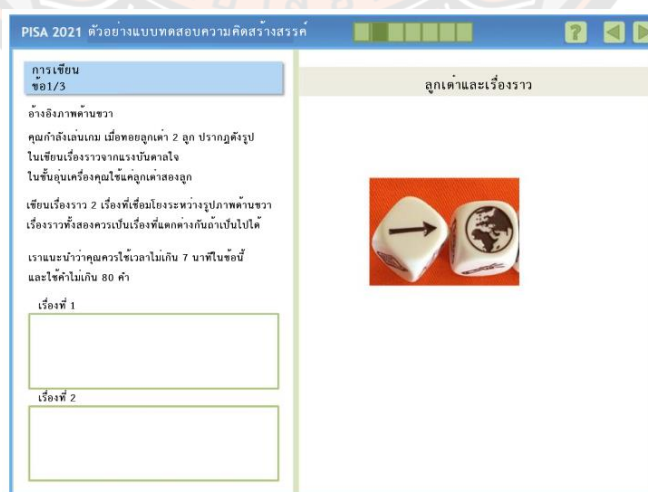 PISA 2021 ตัวอย่างแบบทดสอบความคิดสร้างสรรค์
?
การเขียน
ข้อ1/3
ลูกเต๋าและเรื่องราว
อ้างอิงภาพด้านขวา
คุณกำลังเล่นเกม เมื่อทอยลูกเต๋า 2 ลูก ปรากฏดังรูป
ในเขียนเรื่องราวจากแรงบันดาลใจ
ในขั้นอุ่นเครื่องคุณใช้แค่ลูกเต๋าสองลูก
เขียนเรื่องราว 2 เรื่องที่เชื่อมโยงระหว่างรูปภาพด้านขวา
เรื่องราวทั้งสองควรเป็นเรื่องที่แตกต่างกันถ้าเป็นไปได้
เราแนะนำว่าคุณควรใช้เวลาไม่เกิน 7 นาทีในข้อนี้
และใช้คำไม่เกิน 80 คำ
เรื่องที่ 1
เรื่องที่ 2